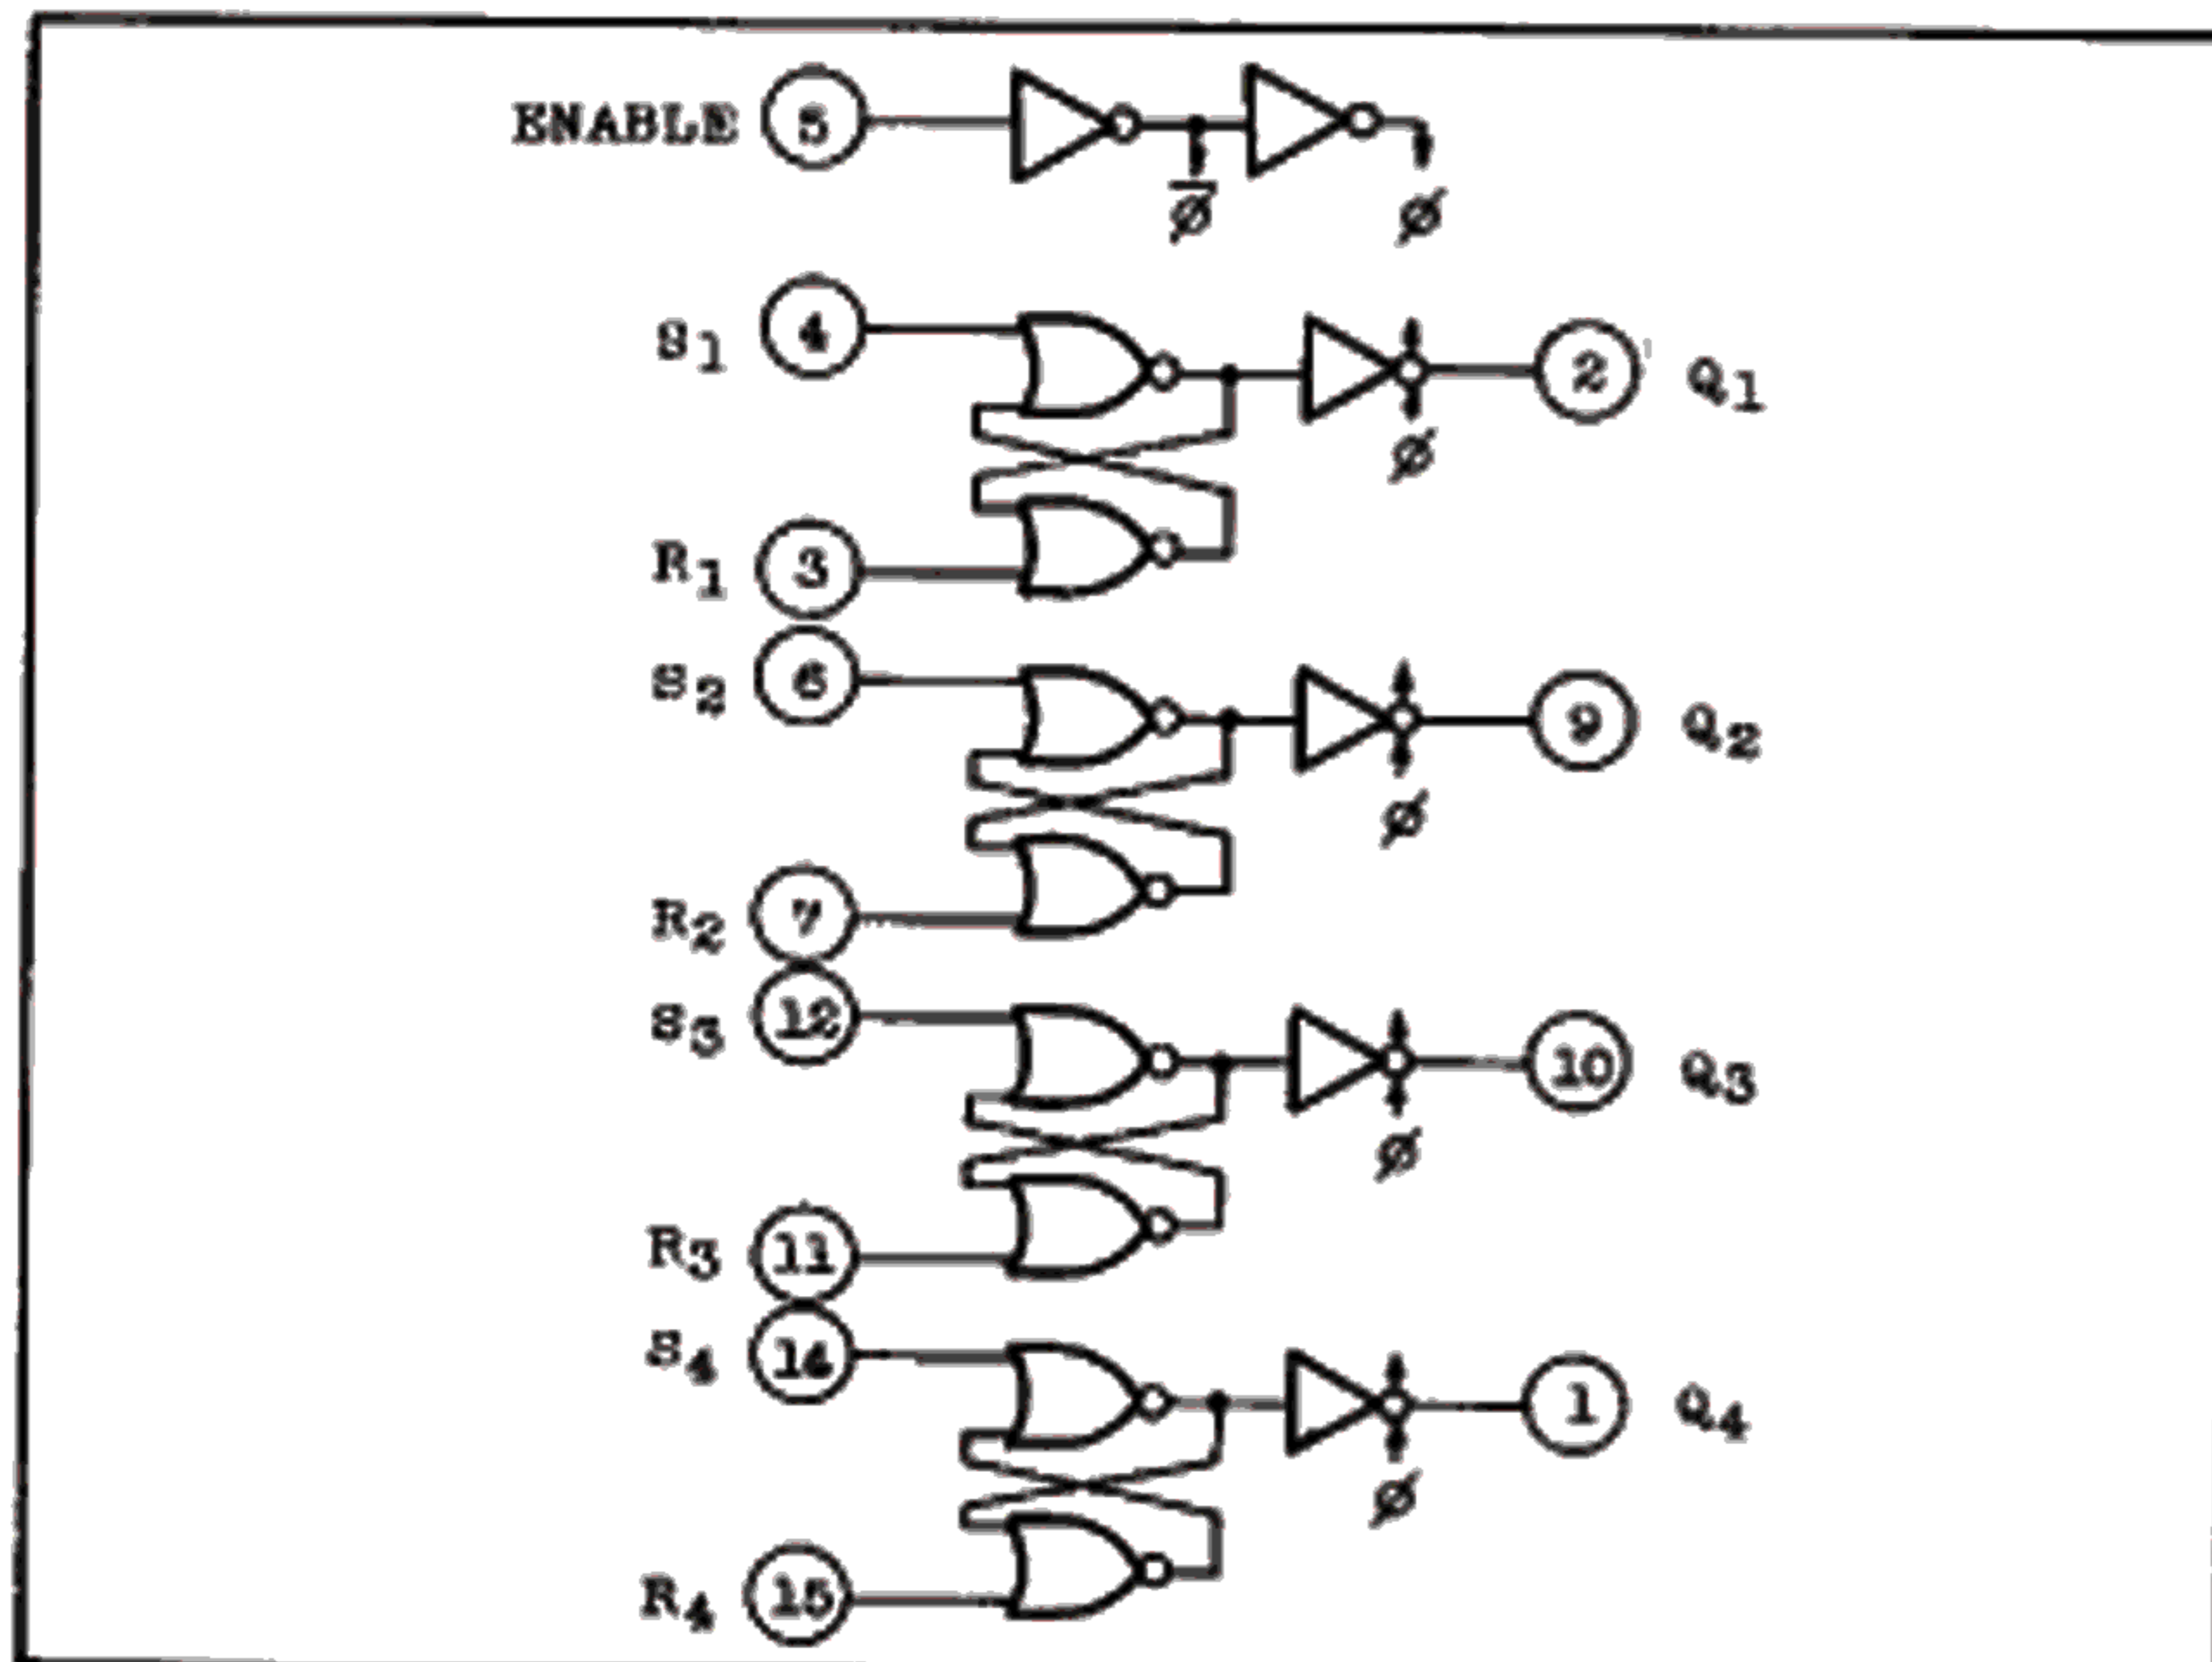 ENABLE 5
ø̅ ø
S1 4
2 Q1
ø
R1 3
S2 6
9 Q2
ø
R2 7
S3 12
10 Q3
ø
R3 11
S4 14
1 Q4
ø
R4 15